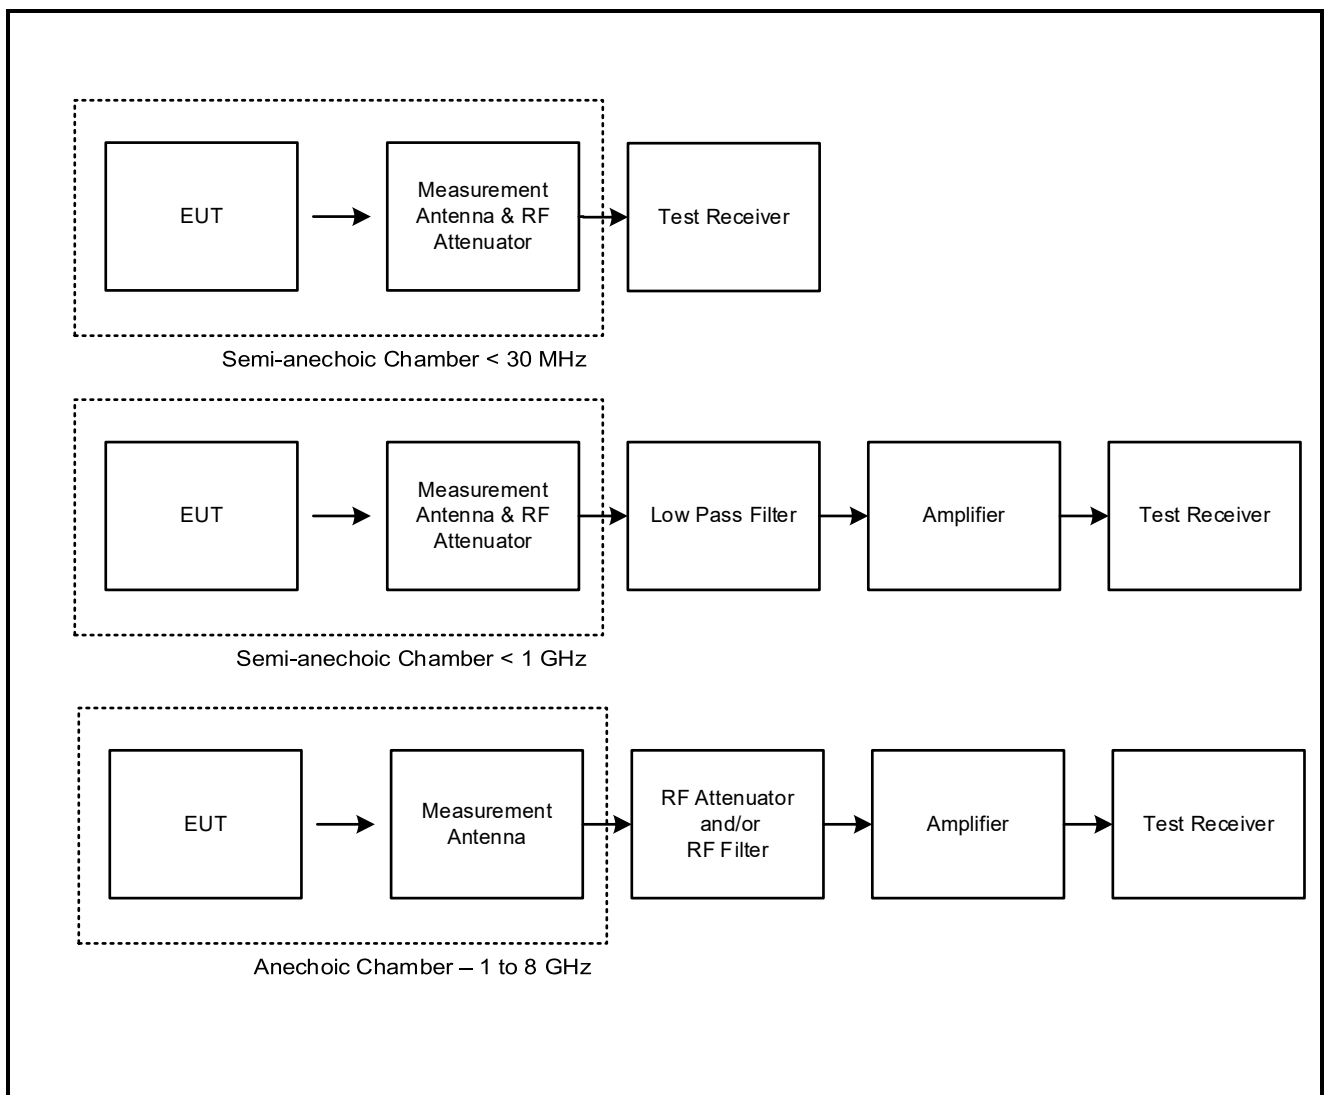 EUT
Measurement
Antenna & RF
Attenuator
Test Receiver
Semi-anechoic Chamber < 30 MHz
EUT
Measurement
Antenna & RF
Attenuator
Low Pass Filter
Amplifier
Test Receiver
Semi-anechoic Chamber < 1 GHz
EUT
Measurement
Antenna
RF Attenuator
and/or
RF Filter
Amplifier
Test Receiver
Anechoic Chamber – 1 to 8 GHz